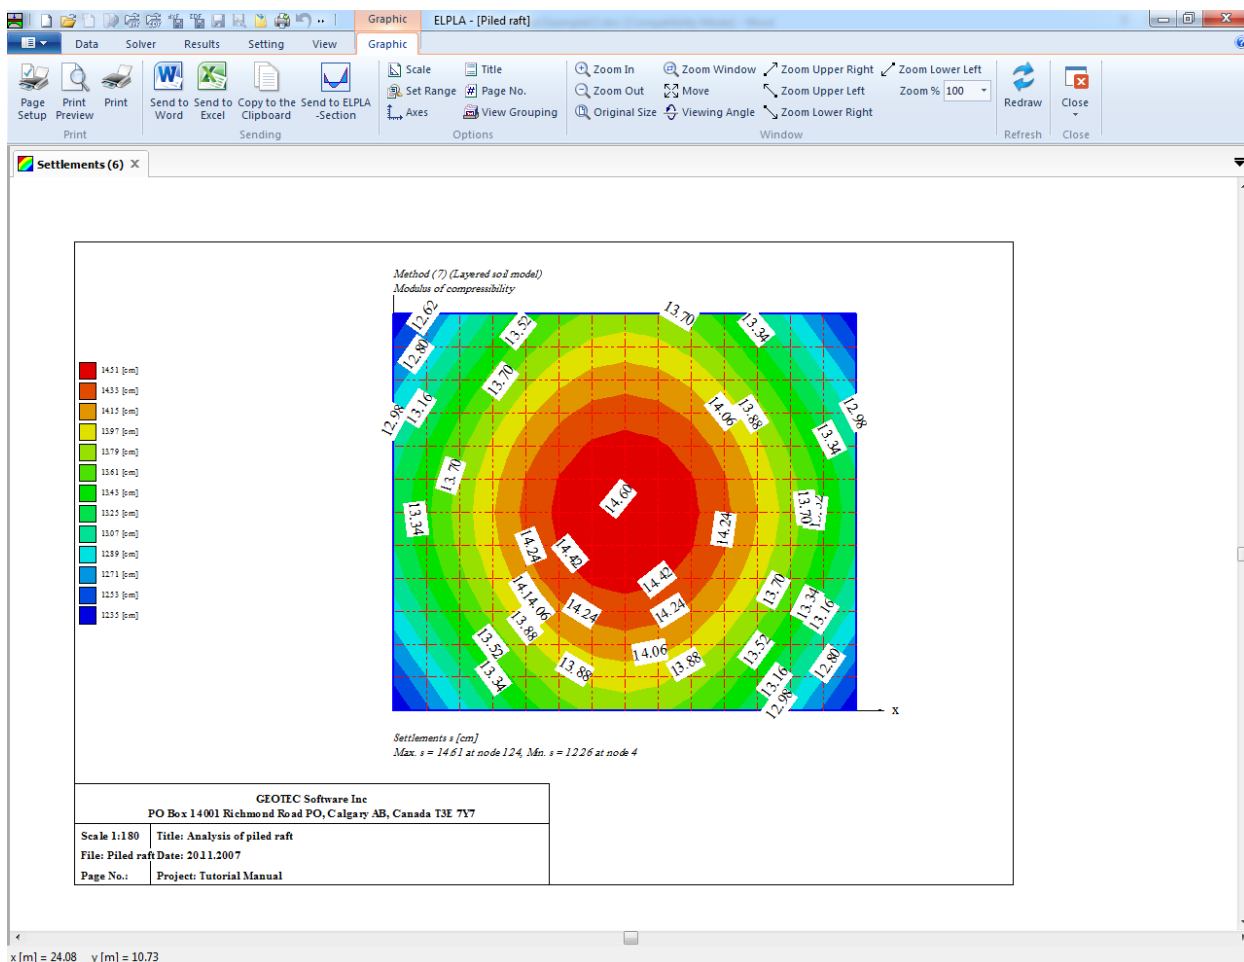 Graphic
ELPLA - [Piled raft]
Data
Solver
Results
Setting
View
Graphic
Page Setup
Print Preview
Print
Send to Word
Send to Excel
Copy to the Clipboard
Send to ELPLA -Section
Scale
Set Range
Axes
Title
Page No.
View Grouping
Zoom In
Zoom Out
Original Size
Zoom Window
Move
Viewing Angle
Zoom Upper Right
Zoom Upper Left
Zoom Lower Right
Zoom Lower Left
Zoom % 100
Redraw
Close
Print
Sending
Options
Window
Refresh
Close
Settlements (6) X
Method (7) (Layered soil model)
Modulus of compressibility
12.62
13.52
13.70
13.34
12.80
13.70
12.98
13.16
14.06
13.88
12.98
13.34
13.70
14.60
13.34
13.70
14.24
14.24
14.42
14.42
13.70
14.06
13.34
13.16
14.24
14.24
13.88
13.52
14.06
13.52
13.88
13.88
12.80
13.34
13.16
12.98
x
14.51 [cm]
14.33 [cm]
14.15 [cm]
13.97 [cm]
13.79 [cm]
13.61 [cm]
13.43 [cm]
13.25 [cm]
13.07 [cm]
12.89 [cm]
12.71 [cm]
12.53 [cm]
12.35 [cm]
Settlements s [cm]
Max. s = 14.61 at node 124, Min. s = 12.26 at node 4
GEOTEC Software Inc
PO Box 14001 Richmond Road PO, Calgary AB, Canada T3E 7Y7
Scale 1:180
Title: Analysis of piled raft
File: Piled raft
Date: 20.11.2007
Page No.:
Project: Tutorial Manual
x [m] = 24.08 y [m] = 10.73